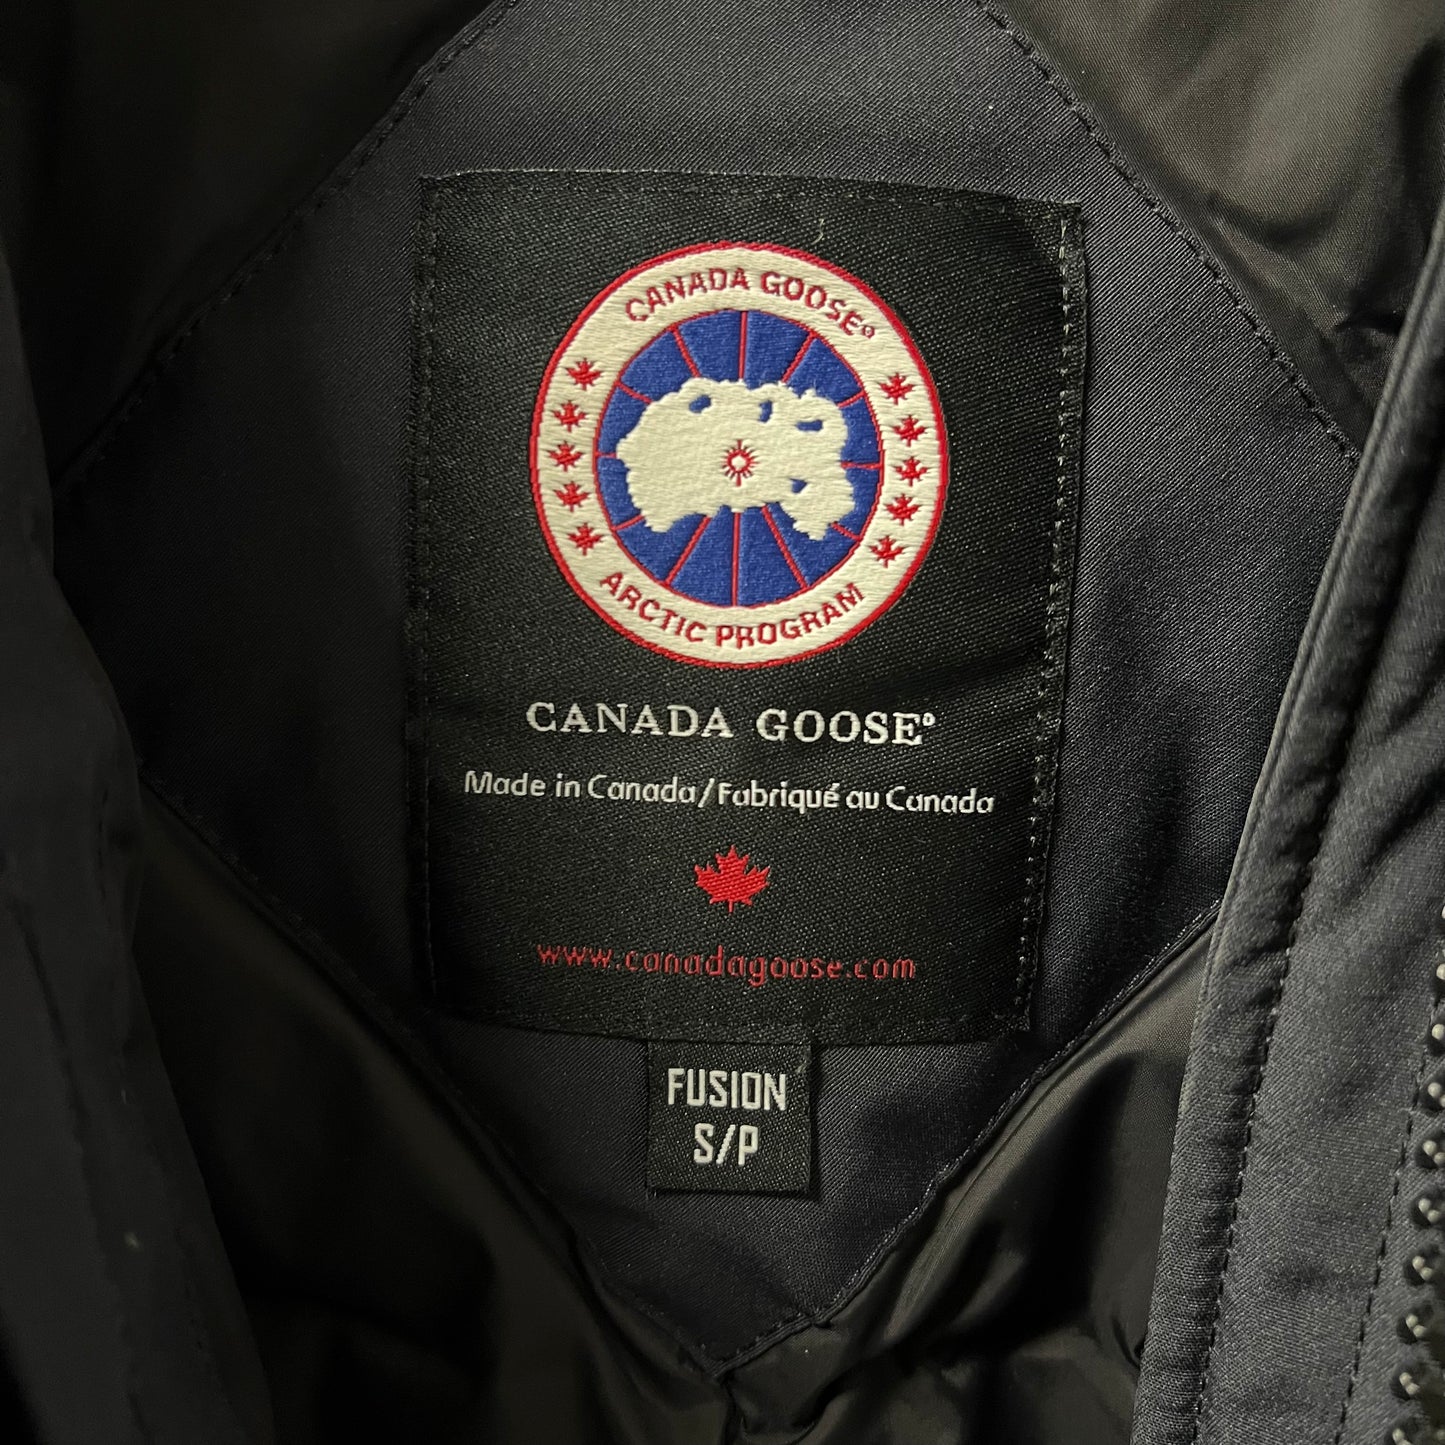 CANADA GOOSE®
ARCTIC PROGRAM
CANADA GOOSE®
Made in Canada/Fabriqué au Canada
www.canadagoose.com
FUSION
S/P